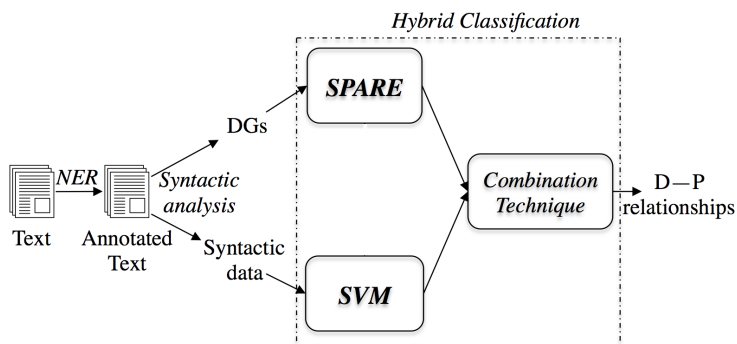 Hybrid Classification
SPARE
DGs
NER
Syntactic
analysis
Text
Annotated
Text
Syntactic
data
SVM
Combination
Technique
D—P
relationships